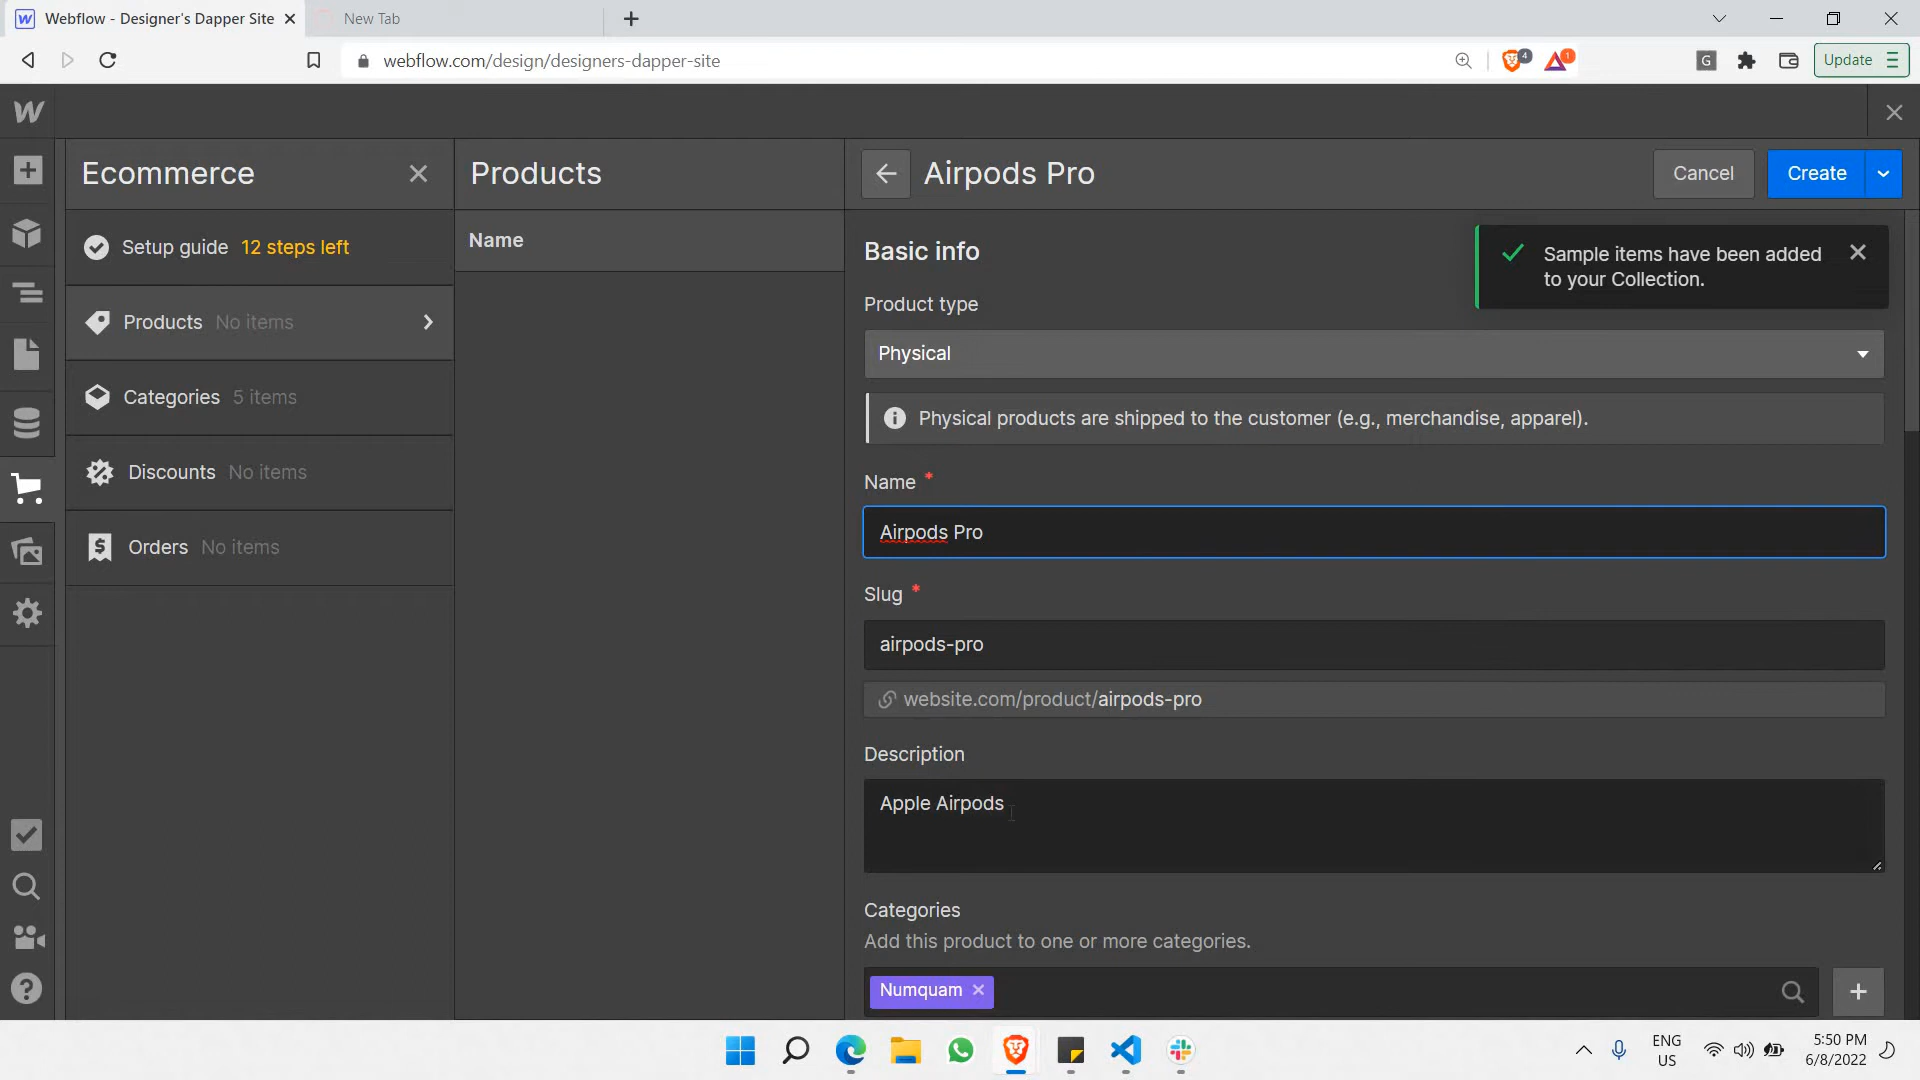 Webflow - Designer's Dapper Site
New Tab
webflow.com/design/designers-dapper-site
4
1
G
Update
Ecommerce
Products
Airpods Pro
Cancel
Create
Setup guide 12 steps left
Name
Basic info
Sample items have been added
to your Collection.
Product type
Products No items
Physical
Categories 5 items
Physical products are shipped to the customer (e.g., merchandise, apparel).
Discounts No items
Name *
Airpods Pro
Orders No items
Slug *
airpods-pro
website.com/product/airpods-pro
Description
Apple Airpods
Categories
Add this product to one or more categories.
Numquam
ENG
US
5:50 PM
6/8/2022